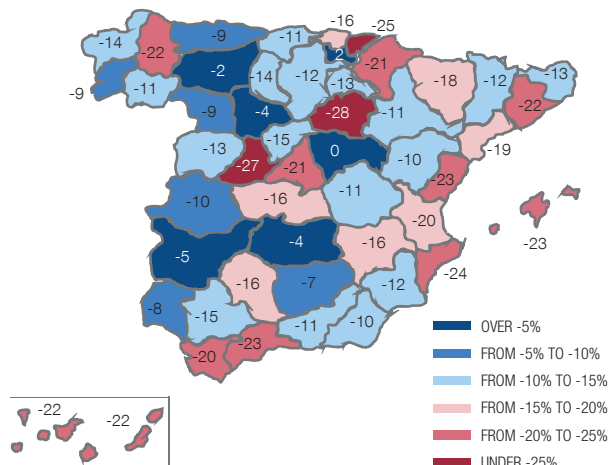 -16 -25
-9 -11
-14 -22 2 -21
-2 -14 -12 -13 -18 -12 -13
-9 -11 -9 -4 -28 -11 -22
-13 -27 -15 -21 0 -10 -19
-23
-10 -16 -11 -20 -23
-5 -4 -16 -24
-8 -15 -16 -7 -12
-20 -23 -11 -10
OVER -5%
FROM -5% TO -10%
FROM -10% TO -15%
FROM -15% TO -20%
FROM -20% TO -25%
UNDER -25%
-22 -22